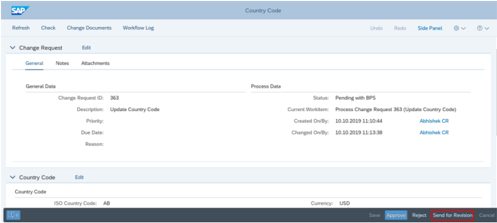 SAP
Country Code
Refresh Check Change Documents Workflow Log Undo Redo Side Panel
Change Request Edit
General Notes Attachments
General Data Process Data
Change Request ID: 363 Status: Pending with BPS
Description: Update Country Code Current Workitem: Process Change Request 363 (Update Country Code)
Priority: Created On/By: 10.10.2019 11:10:44 Abhishek CR
Due Date: Changed On/By: 10.10.2019 11:13:38 Abhishek CR
Reason:
Country Code Edit
Country Code
ISO Country Code: AB Currency: USD
Save Approve Reject Send for Revision Cancel